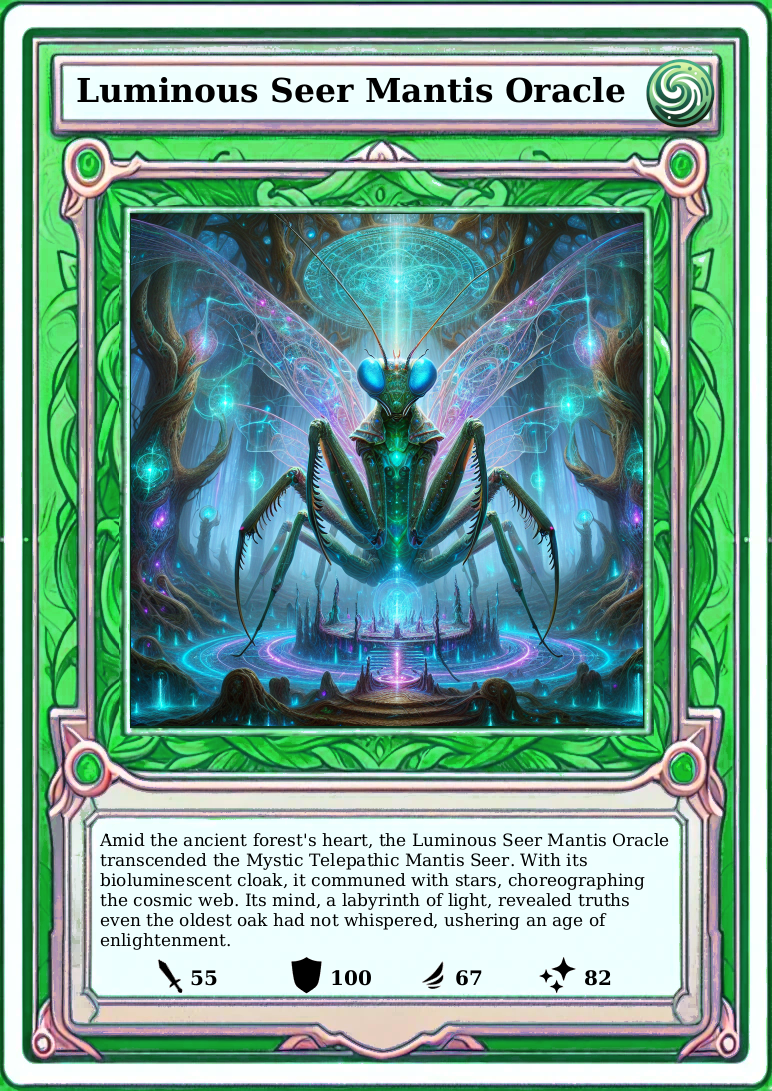 Luminous Seer Mantis Oracle
Amid the ancient forest's heart, the Luminous Seer Mantis Oracle
transcended the Mystic Telepathic Mantis Seer. With its
bioluminescent cloak, it communed with stars, choreographing
the cosmic web. Its mind, a labyrinth of light, revealed truths
even the oldest oak had not whispered, ushering an age of
enlightenment.
55 100 67 82